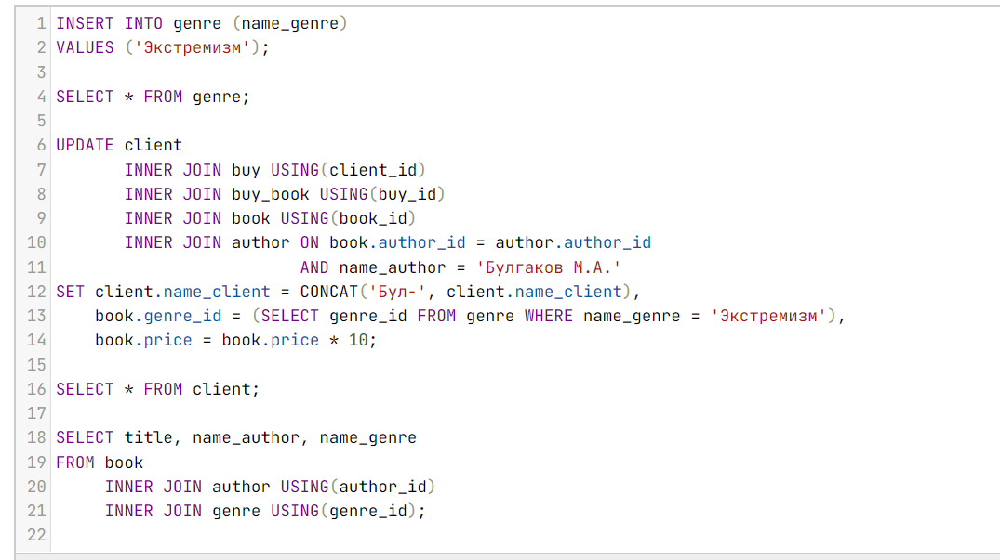 1 INSERT INTO genre (name_genre)
2 VALUES ('Экстремизм');
3
4 SELECT * FROM genre;
5
6 UPDATE client
7 INNER JOIN buy USING(client_id)
8 INNER JOIN buy_book USING(buy_id)
9 INNER JOIN book USING(book_id)
10 INNER JOIN author ON book.author_id = author.author_id
11 AND name_author = 'Булгаков М.А.'
12 SET client.name_client = CONCAT('Бул-', client.name_client),
13 book.genre_id = (SELECT genre_id FROM genre WHERE name_genre = 'Экстремизм'),
14 book.price = book.price * 10;
15
16 SELECT * FROM client;
17
18 SELECT title, name_author, name_genre
19 FROM book
20 INNER JOIN author USING(author_id)
21 INNER JOIN genre USING(genre_id);
22